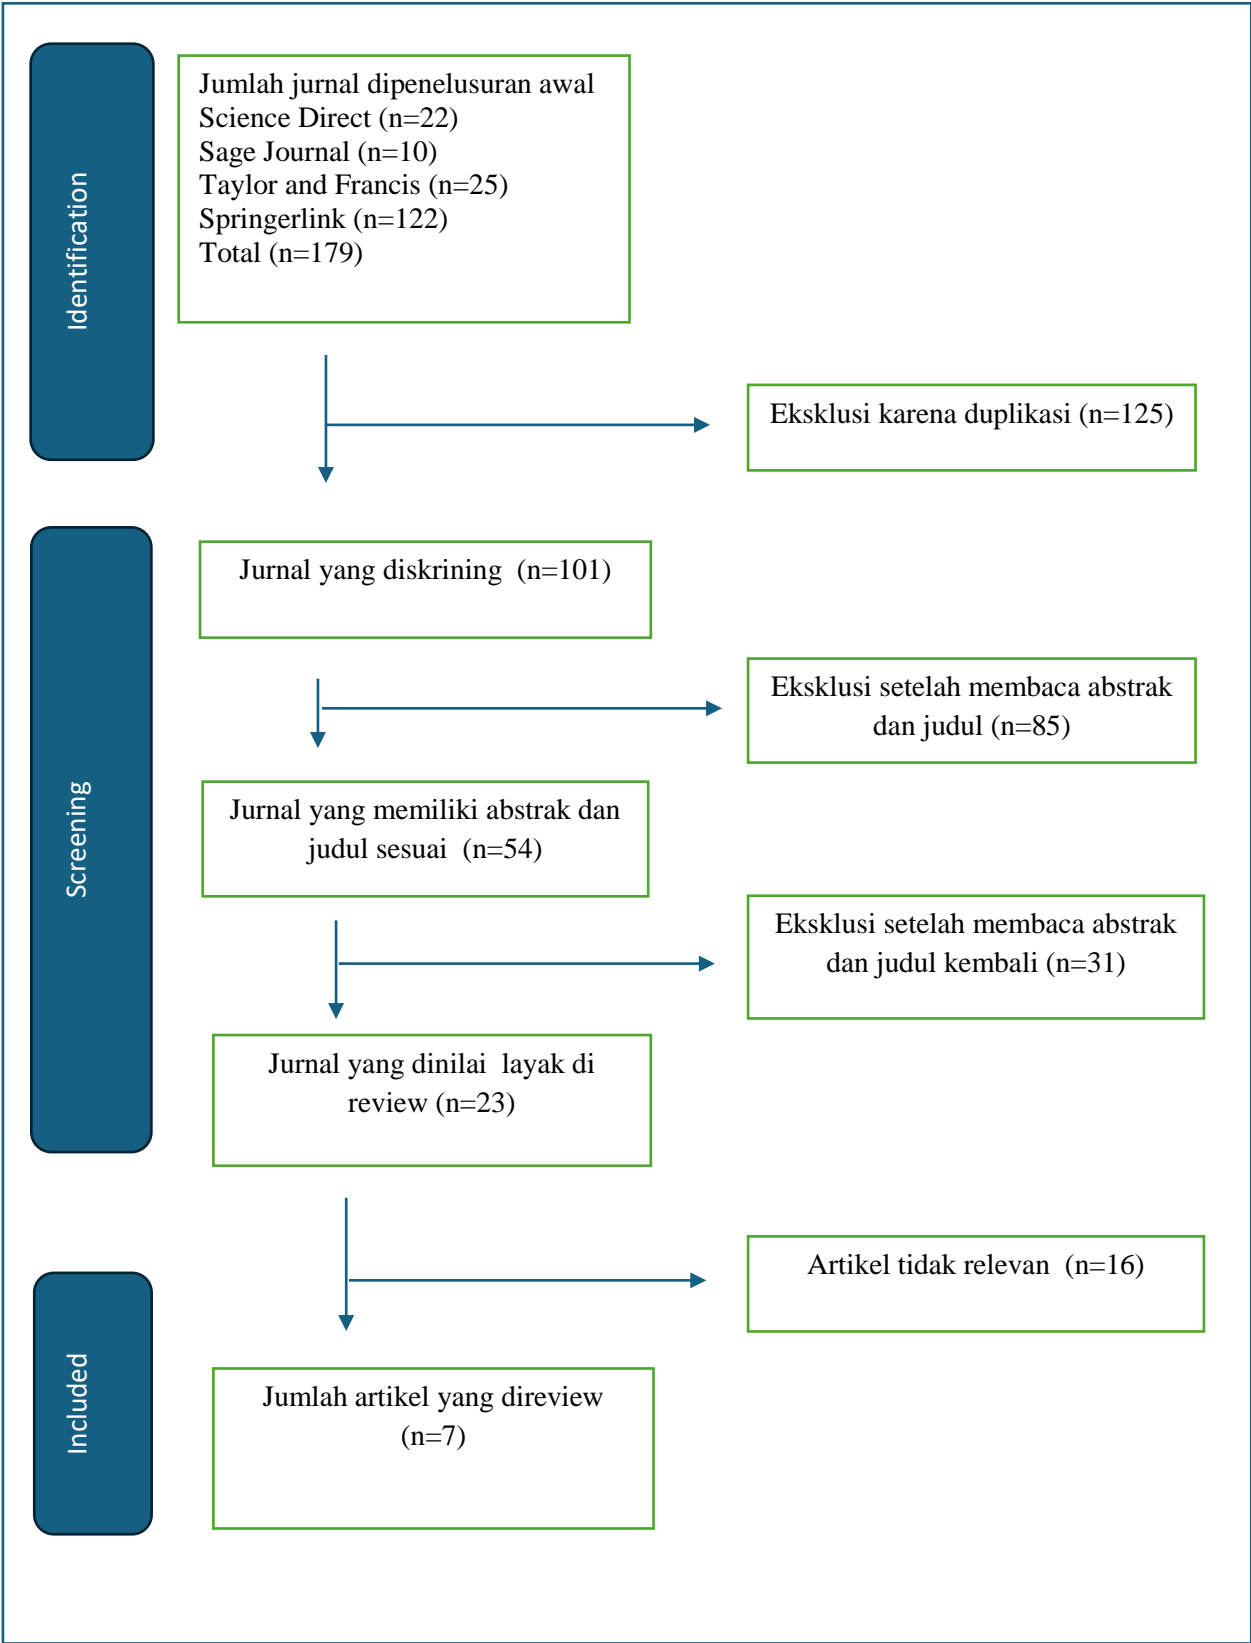 Identification
Jumlah jurnal dipenelusuran awal
Science Direct (n=22)
Sage Journal (n=10)
Taylor and Francis (n=25)
Springerlink (n=122)
Total (n=179)
Eksklusi karena duplikasi (n=125)
Screening
Jurnal yang diskrining (n=101)
Eksklusi setelah membaca abstrak
dan judul (n=85)
Jurnal yang memiliki abstrak dan
judul sesuai (n=54)
Eksklusi setelah membaca abstrak
dan judul kembali (n=31)
Jurnal yang dinilai layak di
review (n=23)
Artikel tidak relevan (n=16)
Included
Jumlah artikel yang direview
(n=7)